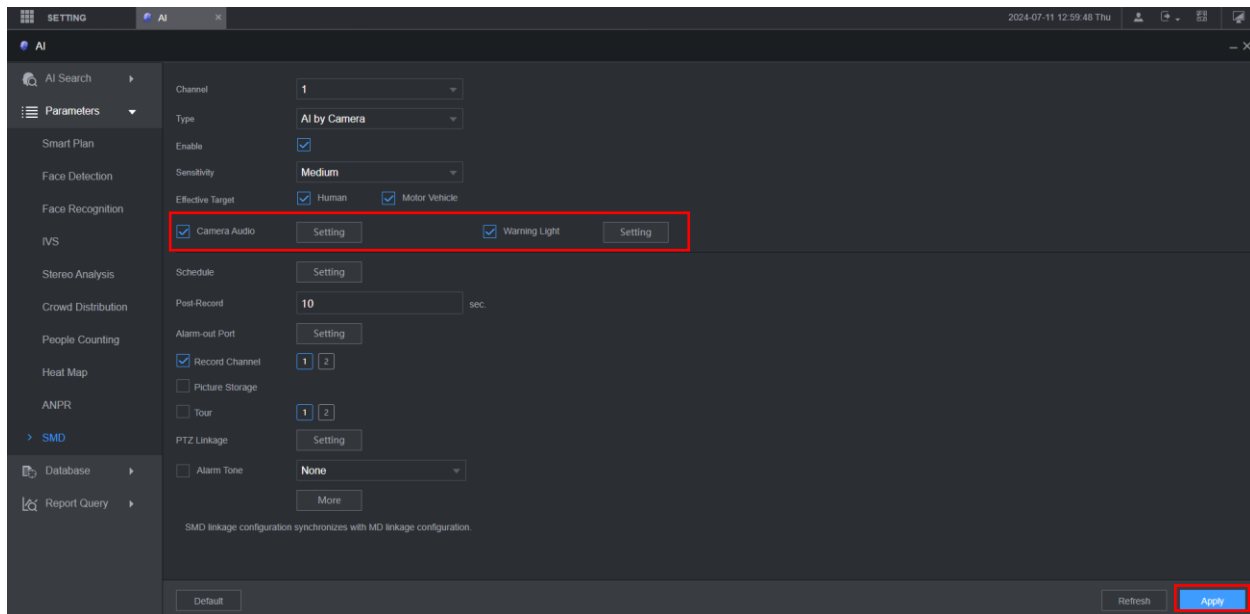 SETTING AI × 2024-07-11 12:59:48 Thu
AI
AI Search
Parameters
Smart Plan
Face Detection
Face Recognition
IVS
Stereo Analysis
Crowd Distribution
People Counting
Heat Map
ANPR
> SMD
Database
Report Query
Channel 1
Type AI by Camera
Enable
Sensitivity Medium
Effective Target Human Motor Vehicle
Camera Audio Setting Warning Light Setting
Schedule Setting
Post-Record 10 sec.
Alarm-out Port Setting
Record Channel 1 2
Picture Storage
Tour 1 2
PTZ Linkage Setting
Alarm Tone None
More
SMD linkage configuration synchronizes with MD linkage configuration.
Default Refresh Apply